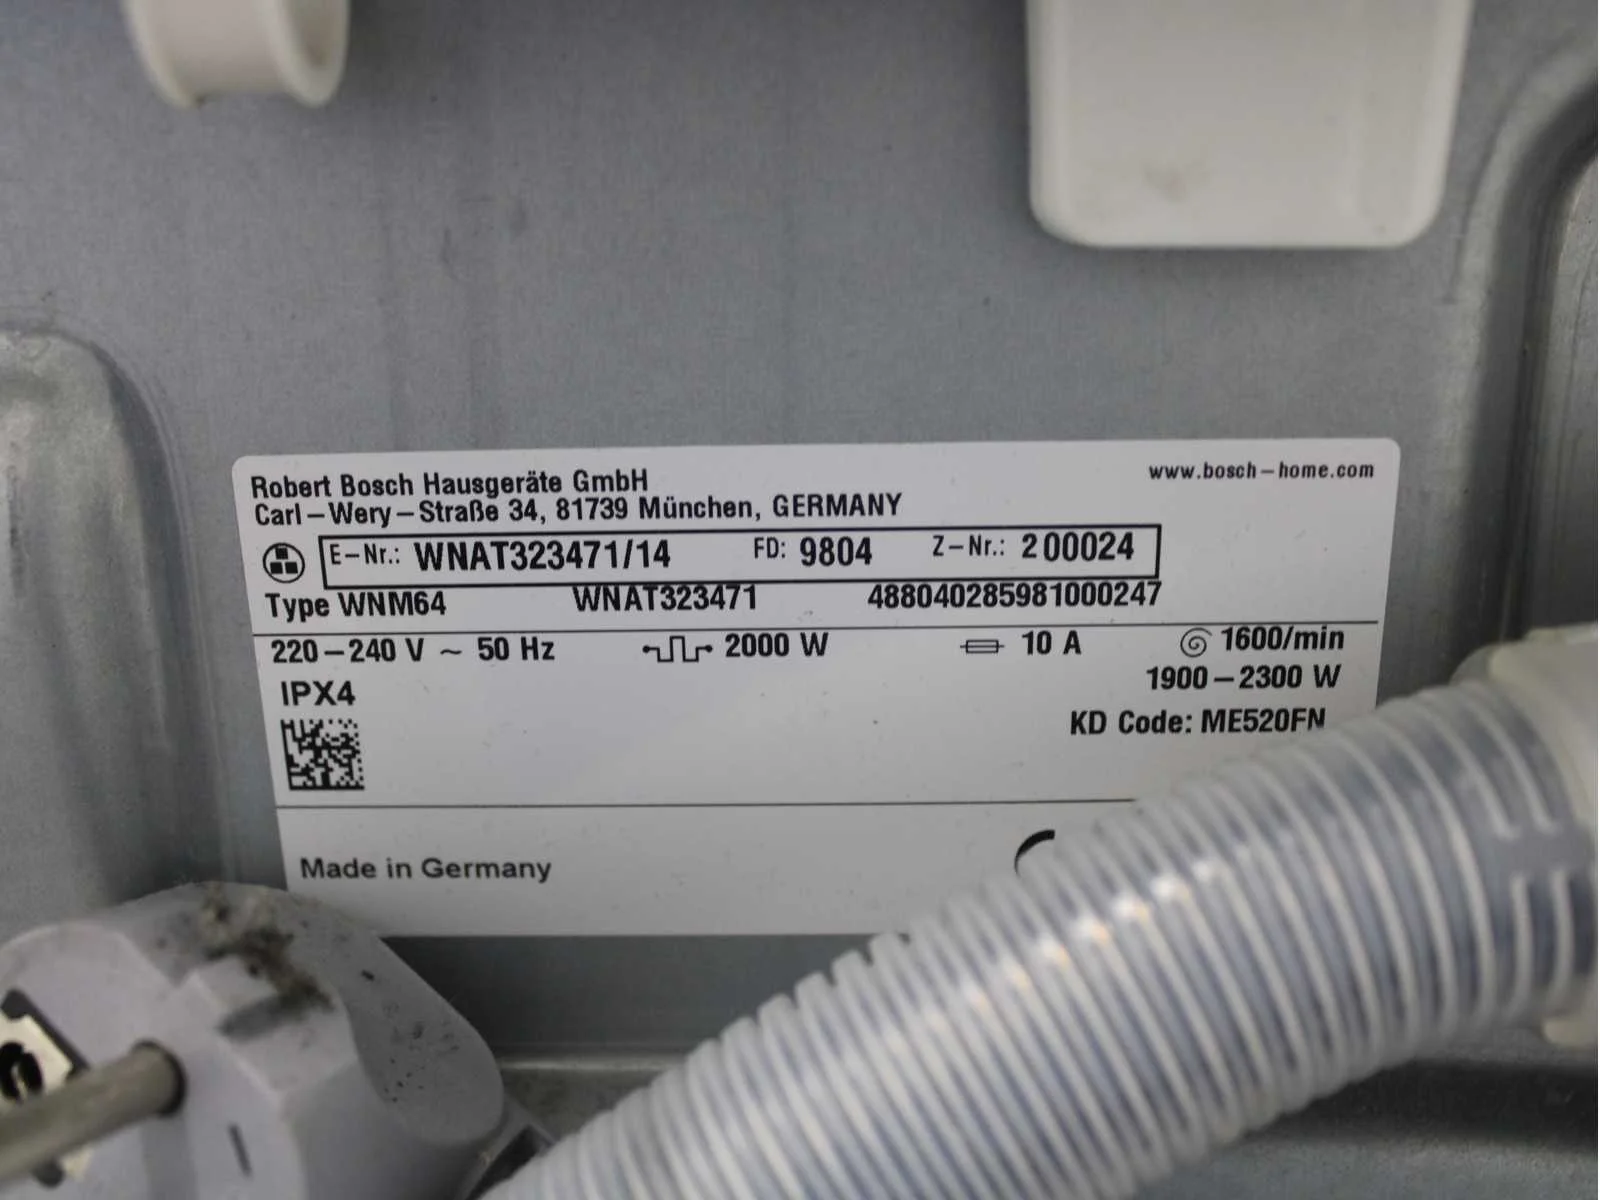 Robert Bosch Hausgeräte GmbH
www.bosch-home.com
Carl-Wery-Straße 34, 81739 München, GERMANY
E-Nr.: WNAT323471/14 FD: 9804 Z-Nr.: 200024
Type WNM64 WNAT323471 488040285981000247
220-240 V ~ 50 Hz 2000 W 10 A 1600/min
IPX4 1900-2300 W
KD Code: ME520FN
Made in Germany